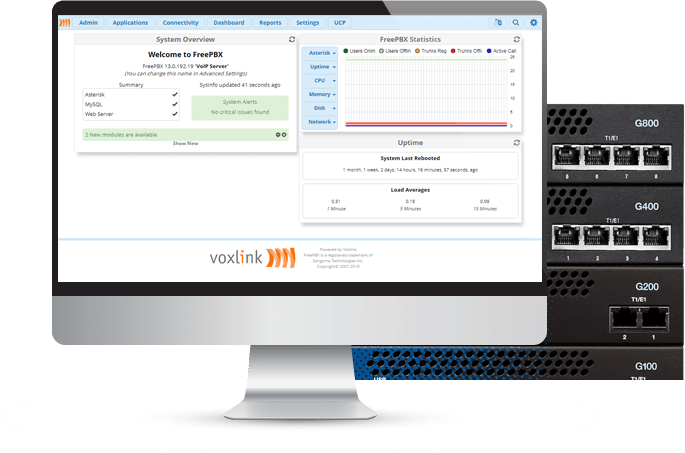 Admin Applications Connectivity Dashboard Reports Settings UCP
System Overview
Welcome to FreePBX
FreePBX 13.0.192.19 "VoIP Server"
(You can change this name in Advanced Settings)
Summary
Sysinfo updated 41 seconds ago
Asterisk
MySQL
Web Server
System Alerts
No critical issues found
2 New modules are available
Show New
FreePBX Statistics
Asterisk
Uptime
CPU
Memory
Disk
Network
Users Onlin Users Offlin Trunks Reg Trunks Offli Active Call
25
20
15
10
5
0
Uptime
System Last Rebooted
1 month, 1 week, 2 days, 14 hours, 18 minutes, 57 seconds, ago
Load Averages
0.31 0.18 0.09
1 Minute 5 Minutes 15 Minutes
voxlink
Powered by Voxlink
FreePBX is a registered trademark of
Sangoma Technologies Inc.
Copyright© 2007-2015
G800
T1/E1
5 6 7 8
G400
T1/E1
1 2 3 4
G200
T1/E1
2 1
G100
USB T1/E1